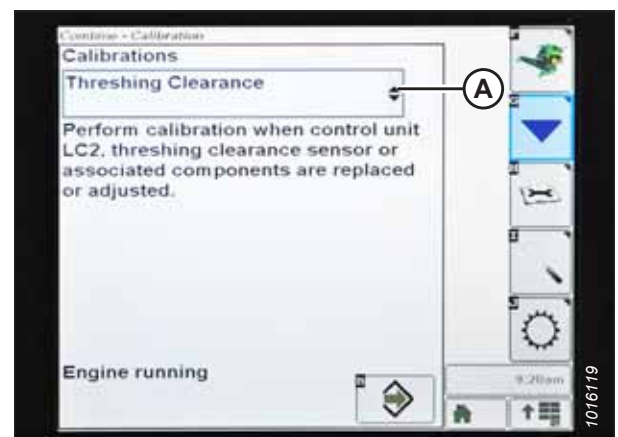 Combine - Calibration
Calibrations
Threshing Clearance
A
Perform calibration when control unit
LC2, threshing clearance sensor or
associated components are replaced
or adjusted.
Engine running
9:20am
1016119